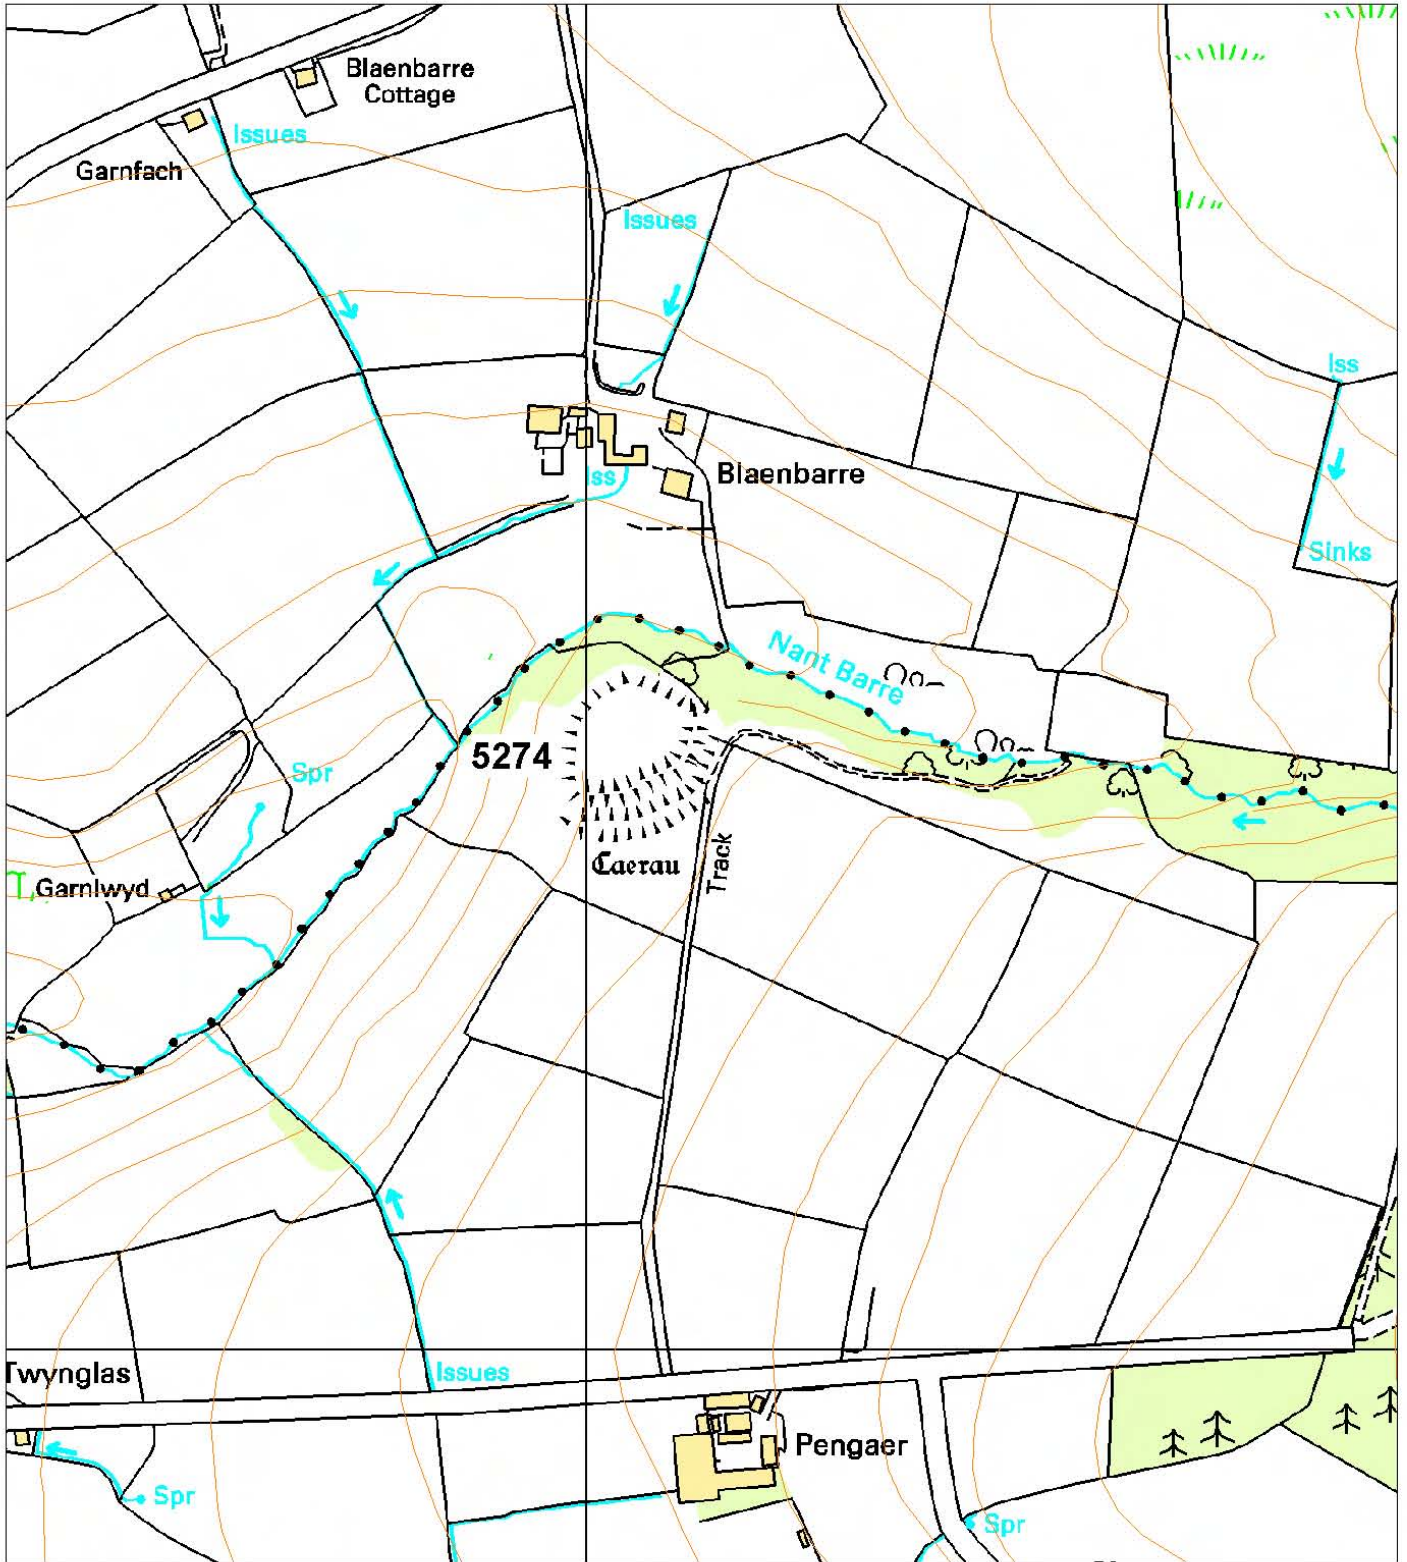 Blaenbarre
Cottage
Issues
Garnfach
Issues
Iss
Blaenbarre
Iss
Sinks
Nant Barre
5274
Spr
Caerau
Track
Garnlwyd
Twynglas
Issues
Pengaer
Spr
Spr